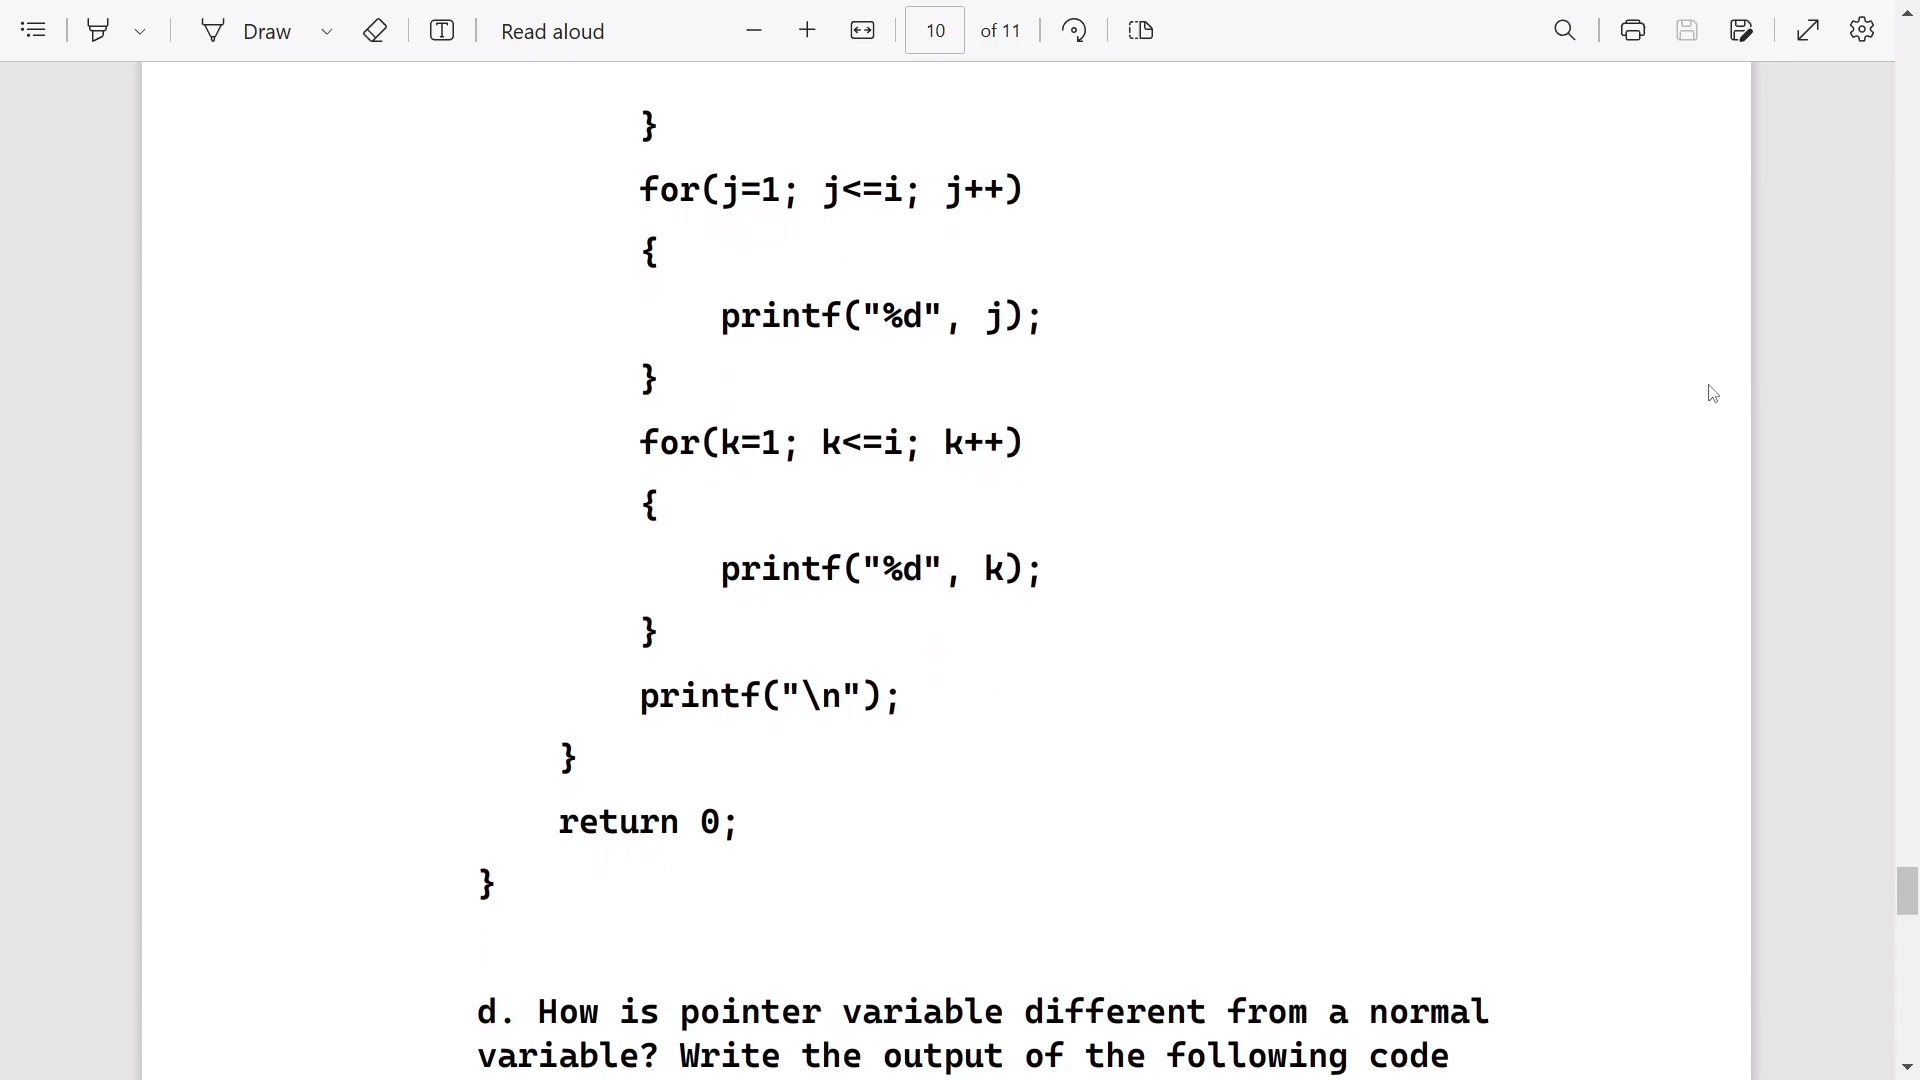 Draw Read aloud 10 of 11
}
for(j=1; j<=i; j++)
{
printf("%d", j);
}
for(k=1; k<=i; k++)
{
printf("%d", k);
}
printf("\n");
}
return 0;
}
d. How is pointer variable different from a normal
variable? Write the output of the following code